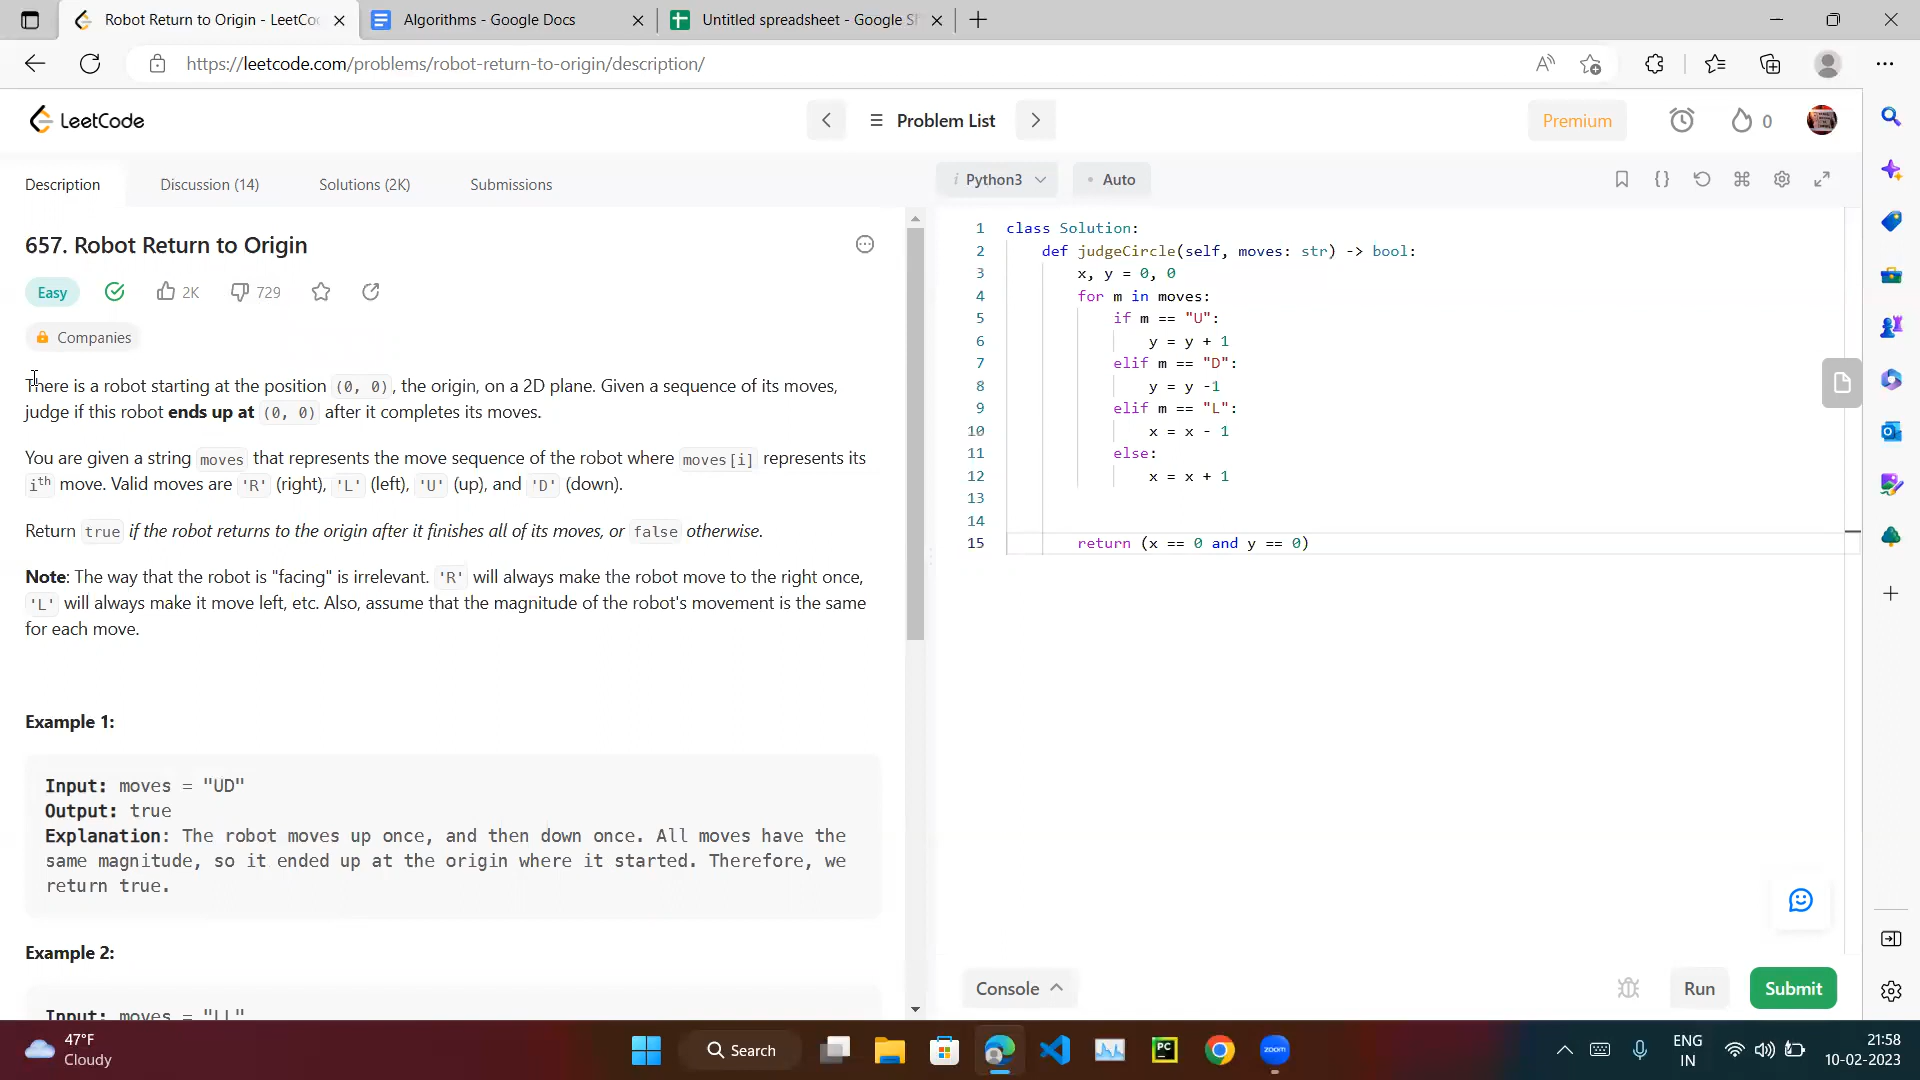 Robot Return to Origin - LeetCo
Algorithms - Google Docs
Untitled spreadsheet - Google Sh
https://leetcode.com/problems/robot-return-to-origin/description/
LeetCode
Problem List
Premium
0
Description
Discussion (14)
Solutions (2K)
Submissions
i Python3
• Auto
657. Robot Return to Origin
Easy
2K
729
Companies
There is a robot starting at the position (0, 0), the origin, on a 2D plane. Given a sequence of its moves,
judge if this robot ends up at (0, 0) after it completes its moves.
You are given a string moves that represents the move sequence of the robot where moves[i] represents its
ith move. Valid moves are 'R' (right), 'L' (left), 'U' (up), and 'D' (down).
Return true if the robot returns to the origin after it finishes all of its moves, or false otherwise.
Note: The way that the robot is "facing" is irrelevant. 'R' will always make the robot move to the right once,
'L' will always make it move left, etc. Also, assume that the magnitude of the robot's movement is the same
for each move.
Example 1:
Input: moves = "UD"
Output: true
Explanation: The robot moves up once, and then down once. All moves have the
same magnitude, so it ended up at the origin where it started. Therefore, we
return true.
Example 2:
Input: moves = "LL"
1 class Solution:
2 def judgeCircle(self, moves: str) -> bool:
3 x, y = 0, 0
4 for m in moves:
5 if m == "U":
6 y = y + 1
7 elif m == "D":
8 y = y -1
9 elif m == "L":
10 x = x - 1
11 else:
12 x = x + 1
13
14
15 return (x == 0 and y == 0)
Console
Run
Submit
47°F
Cloudy
Search
PC
zoom
ENG
IN
21:58
10-02-2023